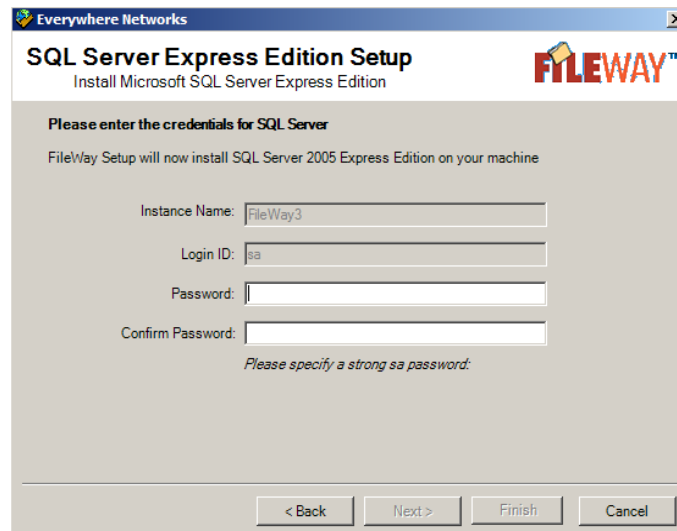 Everywhere Networks
SQL Server Express Edition Setup
Install Microsoft SQL Server Express Edition
FILEWAY™
Please enter the credentials for SQL Server
FileWay Setup will now install SQL Server 2005 Express Edition on your machine
Instance Name: FileWay3
Login ID: sa
Password:
Confirm Password:
Please specify a strong sa password:
< Back Next > Finish Cancel